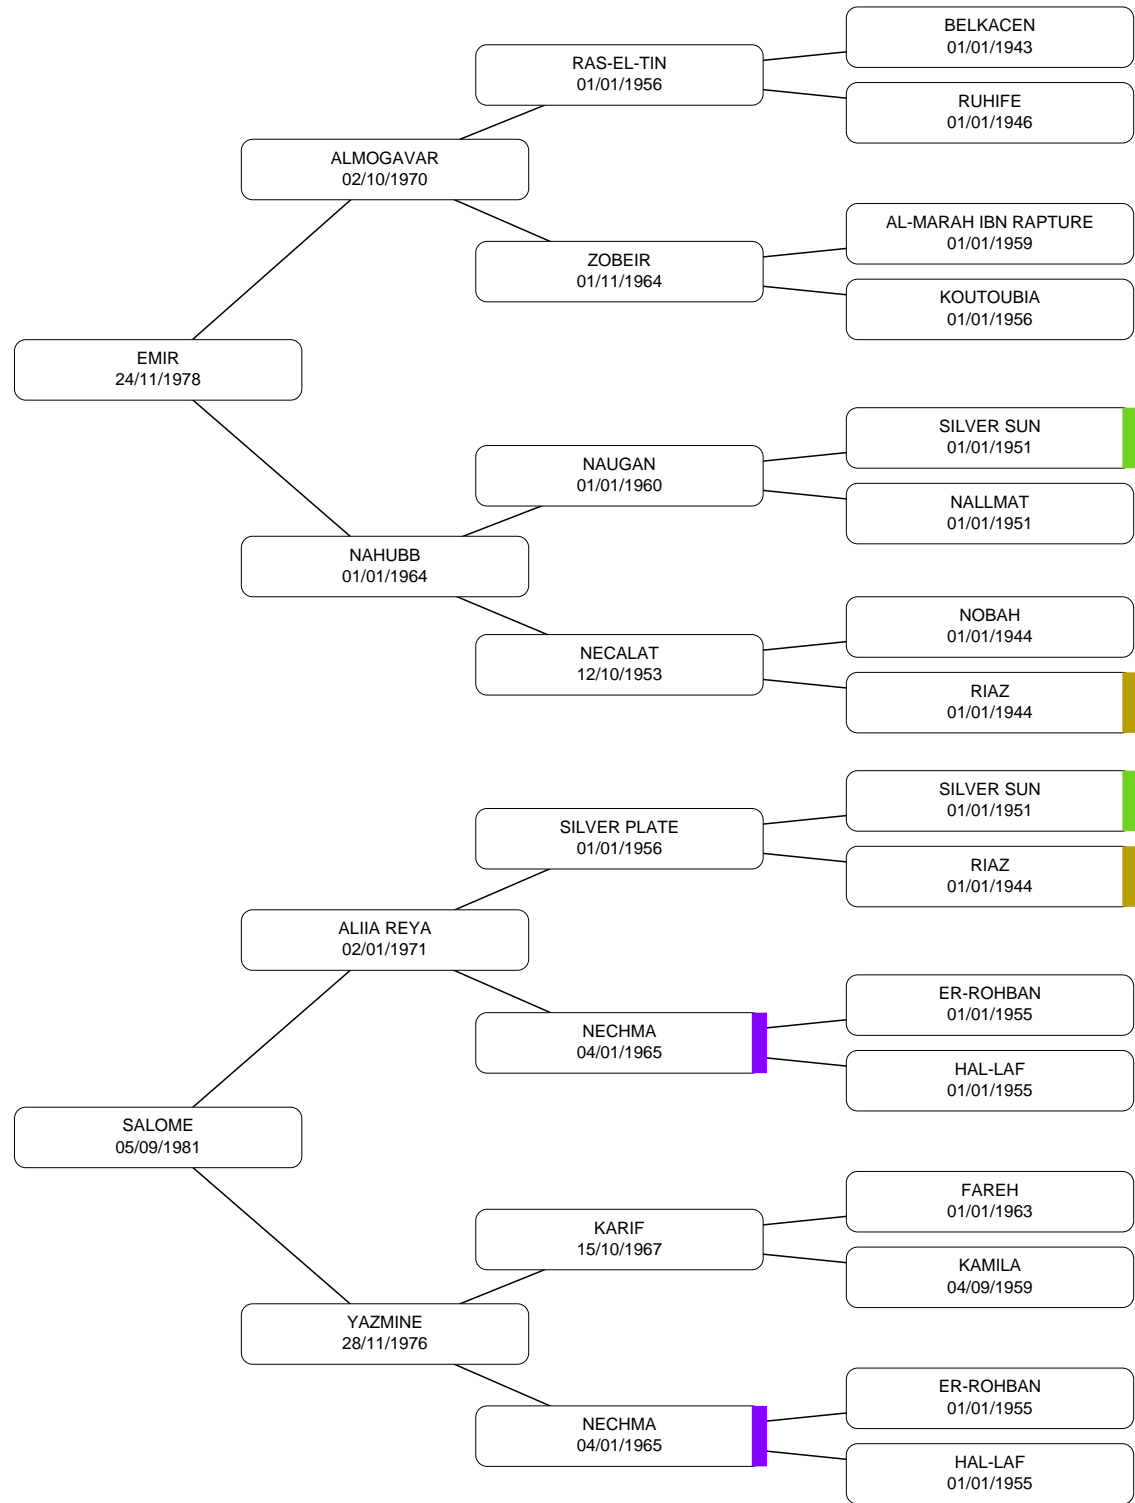 BELKACEN
01/01/1943
RAS-EL-TIN
01/01/1956
RUHIFE
01/01/1946
ALMOGAVAR
02/10/1970
AL-MARAH IBN RAPTURE
01/01/1959
ZOBEIR
01/11/1964
KOUTOUBIA
01/01/1956
EMIR
24/11/1978
SILVER SUN
01/01/1951
NAUGAN
01/01/1960
NALLMAT
01/01/1951
NAHUBB
01/01/1964
NOBAH
01/01/1944
NECALAT
12/10/1953
RIAZ
01/01/1944
SILVER SUN
01/01/1951
SILVER PLATE
01/01/1956
RIAZ
01/01/1944
ALIIA REYA
02/01/1971
ER-ROHBAN
01/01/1955
NECHMA
04/01/1965
HAL-LAF
01/01/1955
SALOME
05/09/1981
FAREH
01/01/1963
KARIF
15/10/1967
KAMILA
04/09/1959
YAZMINE
28/11/1976
ER-ROHBAN
01/01/1955
NECHMA
04/01/1965
HAL-LAF
01/01/1955